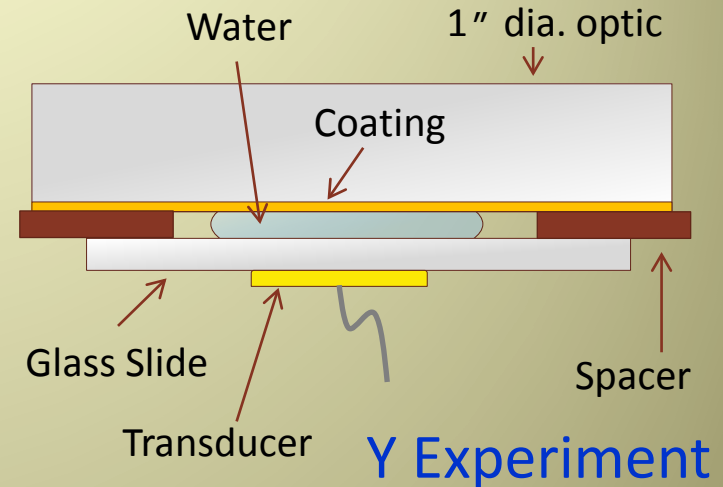 Water
1″ dia. optic
Coating
Glass Slide
Spacer
Transducer
Y Experiment